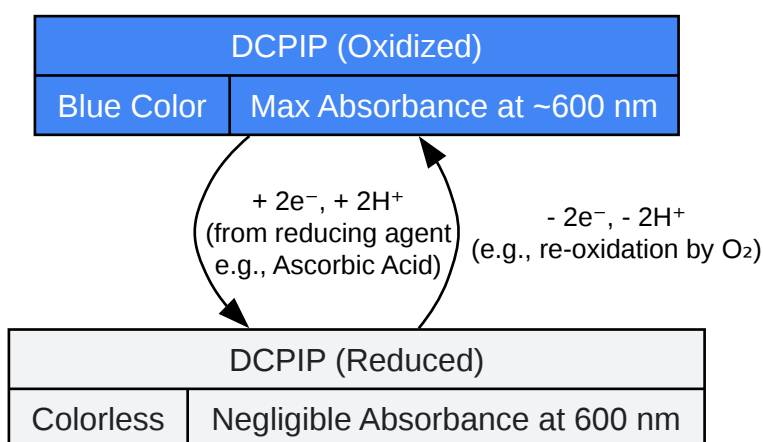 DCPIP (Oxidized)
Blue Color
Max Absorbance at ~600 nm
+ 2e⁻, + 2H⁺
(from reducing agent
e.g., Ascorbic Acid)
- 2e⁻, - 2H⁺
(e.g., re-oxidation by O₂)
DCPIP (Reduced)
Colorless
Negligible Absorbance at 600 nm